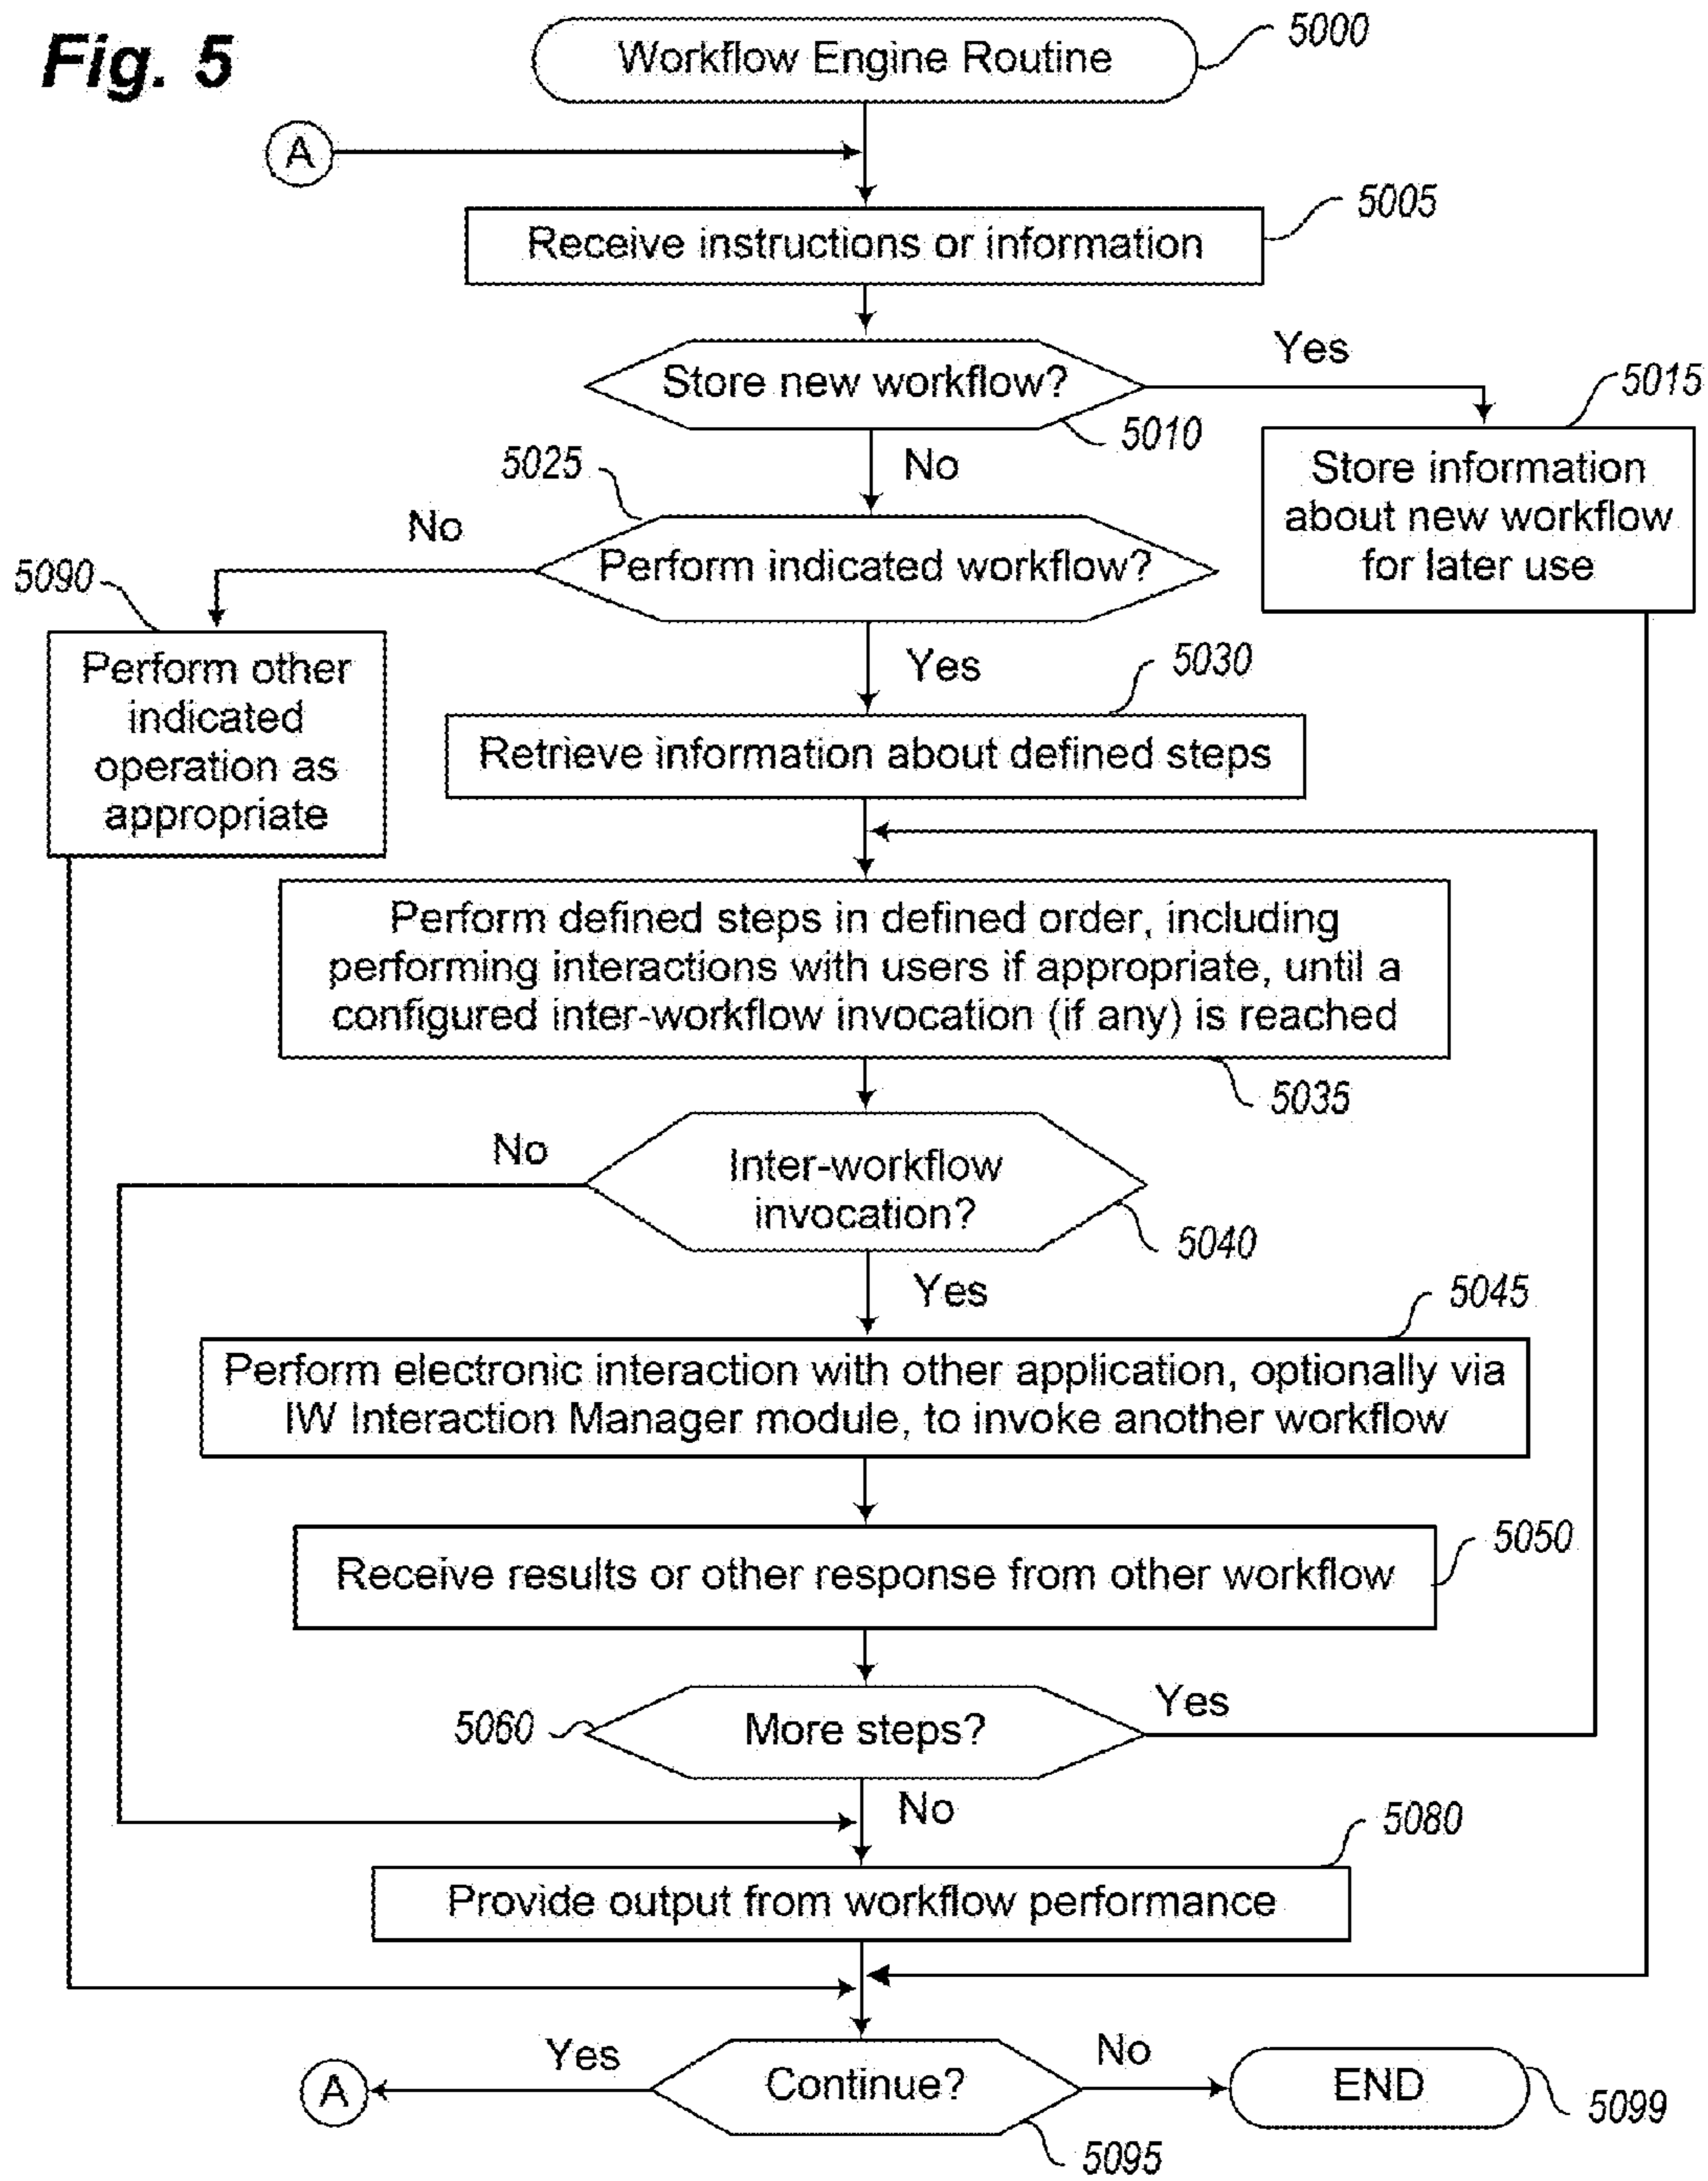 Fig. 5
Workflow Engine Routine
5000
A
5005
Receive instructions or information
Yes
Store new workflow?
5010
5015
Store information
about new workflow
for later use
No
5025
No
Perform indicated workflow?
5090
Perform other
indicated
operation as
appropriate
Yes
5030
Retrieve information about defined steps
Perform defined steps in defined order, including
performing interactions with users if appropriate, until a
configured inter-workflow invocation (if any) is reached
5035
No
Inter-workflow
invocation?
5040
Yes
5045
Perform electronic interaction with other application, optionally via
IW Interaction Manager module, to invoke another workflow
5050
Receive results or other response from other workflow
5060
More steps?
Yes
No
5080
Provide output from workflow performance
Yes
A
Continue?
5095
No
END
5099